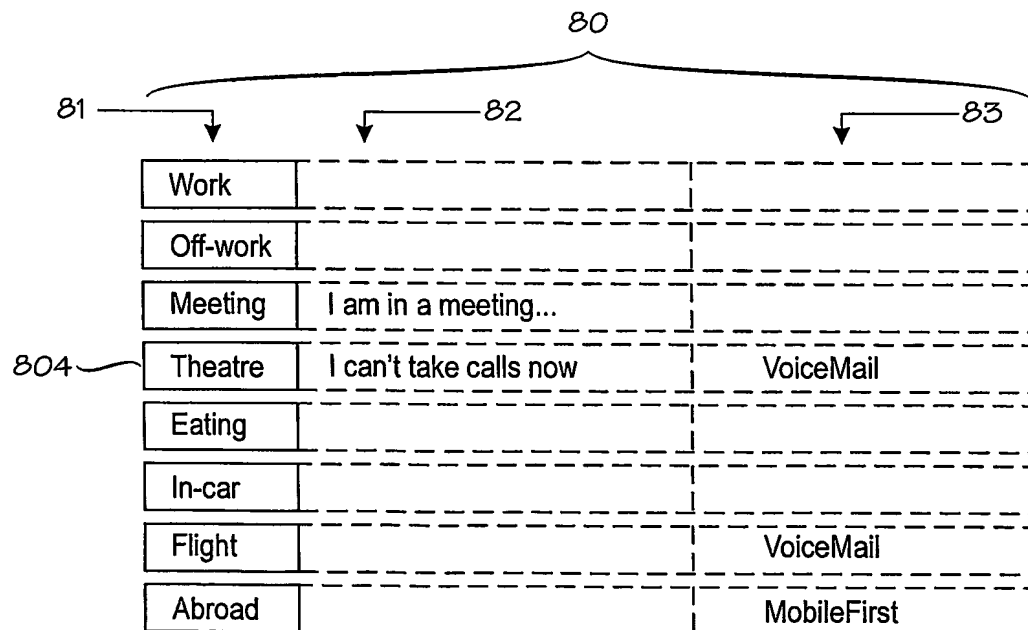 80
81 82 83
Work
Off-work
Meeting I am in a meeting...
804 Theatre I can't take calls now VoiceMail
Eating
In-car
Flight VoiceMail
Abroad MobileFirst